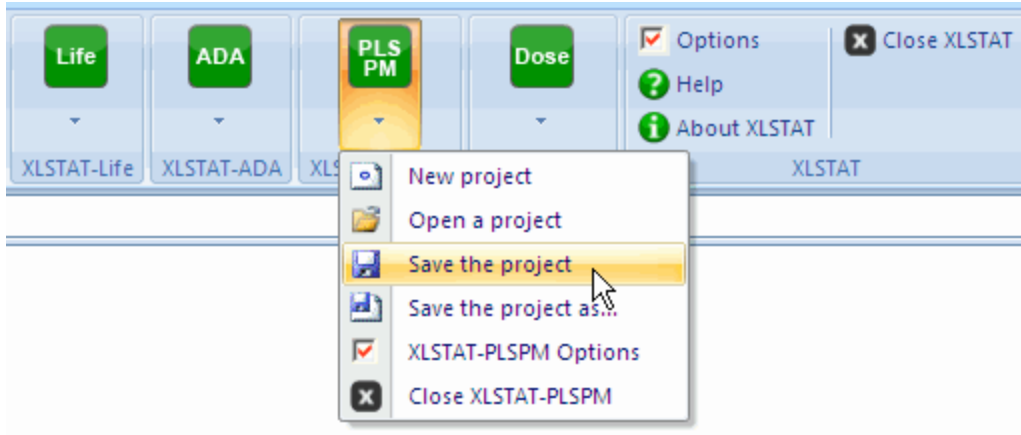 Life
ADA
PLS
PM
Dose
Options
Help
About XLSTAT
Close XLSTAT
XLSTAT-Life
XLSTAT-ADA
XLSTAT
New project
Open a project
Save the project
Save the project as...
XLSTAT-PLSPM Options
Close XLSTAT-PLSPM